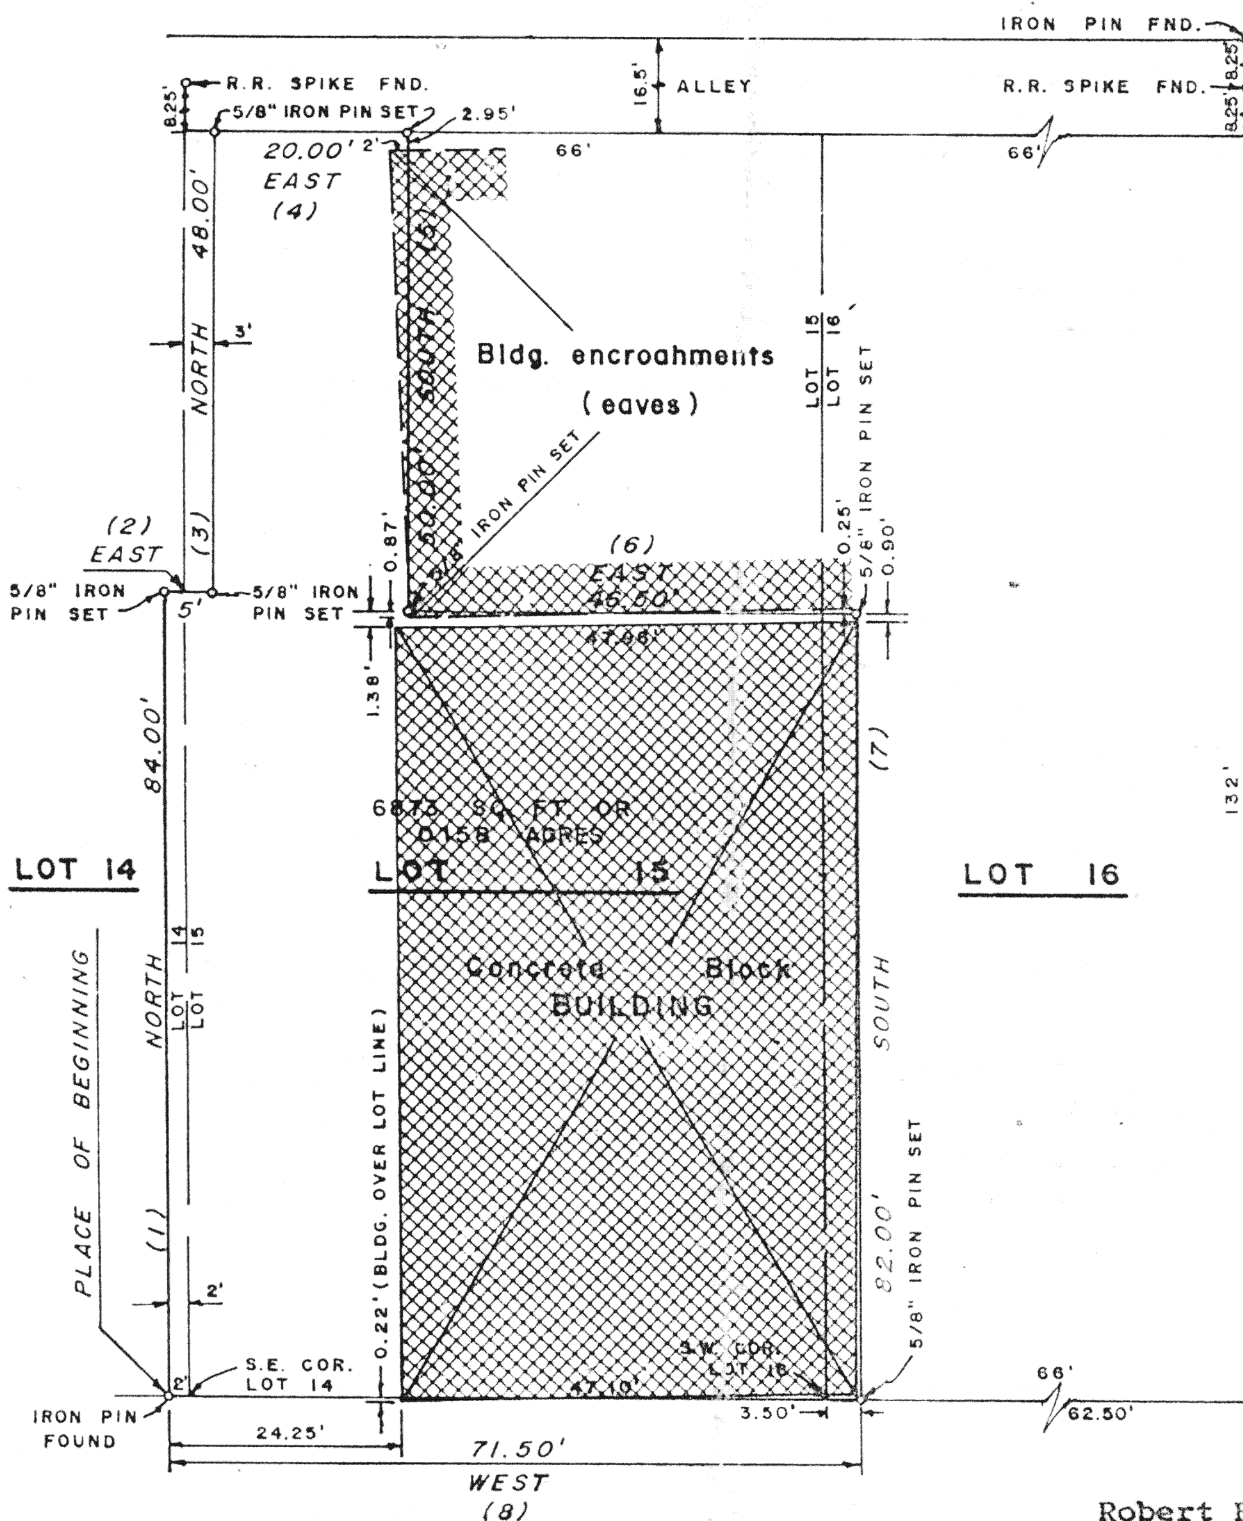 IRON PIN FND.
R.R. SPIKE FND.
8.25'
5/8" IRON PIN SET
2.95'
16.5'
ALLEY
R.R. SPIKE FND.
8.25'
8.25'
20.00'
2'
EAST
(4)
66'
66'
NORTH 48.00'
(3)
3'
50.00' SOUTH (5)
Bldg. encroahments
(eaves)
LOT 15
LOT 16
5/8" IRON PIN SET
5/8" IRON PIN SET
0.25'
0.90'
0.87'
(2)
EAST
5/8" IRON
PIN SET
5'
5/8" IRON
PIN SET
(6)
EAST
46.50'
1.38'
84.00'
NORTH
(1)
(7)
SOUTH
82.00'
132'
6873 SQ FT OR
0.158 ACRES
LOT 14
LOT 15
LOT 16
LOT 14
LOT 15
Concrete Block
BUILDING
PLACE OF BEGINNING
0.22' (BLDG. OVER LOT LINE)
5/8" IRON PIN SET
2'
2'
S.E. COR.
LOT 14
S.W. COR.
LOT 16
47.10'
3.50'
66'
62.50'
IRON PIN
FOUND
24.25'
71.50'
WEST
(8)
Robert